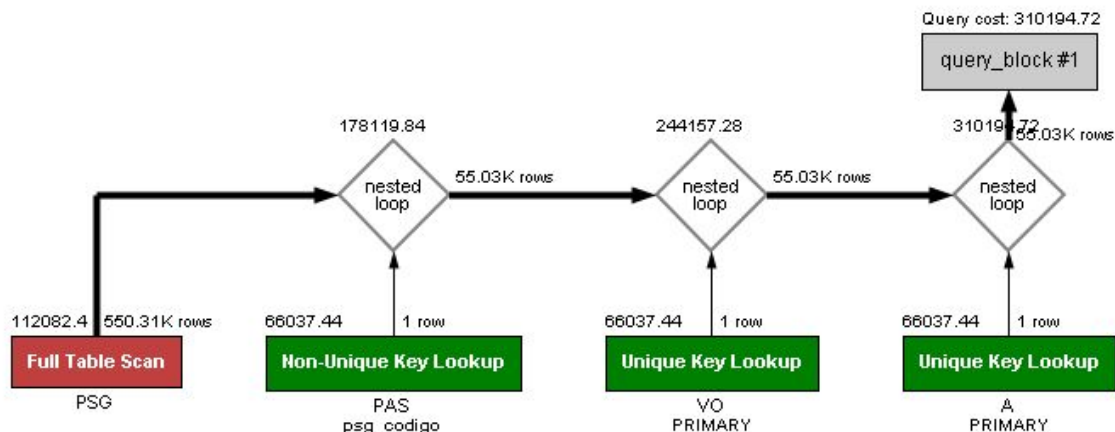 Query cost: 310194.72
query_block #1
178119.84
244157.28
310194.72
55.03K rows
nested
loop
55.03K rows
nested
loop
55.03K rows
nested
loop
112082.4
550.31K rows
66037.44
1 row
66037.44
1 row
66037.44
1 row
Full Table Scan
Non-Unique Key Lookup
Unique Key Lookup
Unique Key Lookup
PSG
PAS
VO
A
psg_codigo
PRIMARY
PRIMARY